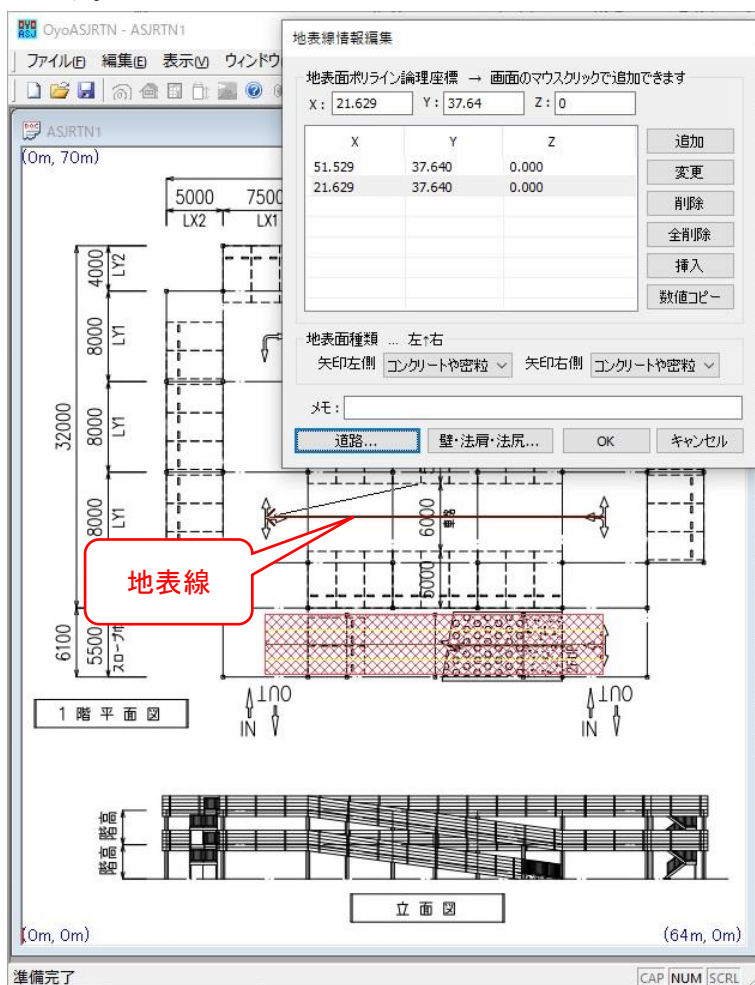 OyoASJRTN - ASJRTN1
ファイル(F) 編集(E) 表示(V) ウィンドウ
地表線情報編集
地表面ポリライン論理座標 → 画面のマウスクリックで追加できます
X: 21.629 Y: 37.64 Z: 0
X Y Z
51.529 37.640 0.000
21.629 37.640 0.000
追加
変更
削除
全削除
挿入
数値コピー
地表面種類 ... 左↑右
矢印左側 コンクリートや密粒 矢印右側 コンクリートや密粒
メモ:
道路... 壁・法肩・法尻... OK キャンセル
ASJRTN1
(0m, 70m)
5000 7500
LX2 LX1
4000 LY2
8000 LY1
32000
8000 LY1
8000 LY1
6000
車路
5000
地表線
6100
5500
UP
OUT
IN
OUT
IN
1階平面図
階高
階高
立面図
(0m, 0m) (64m, 0m)
準備完了 CAP NUM SCRL